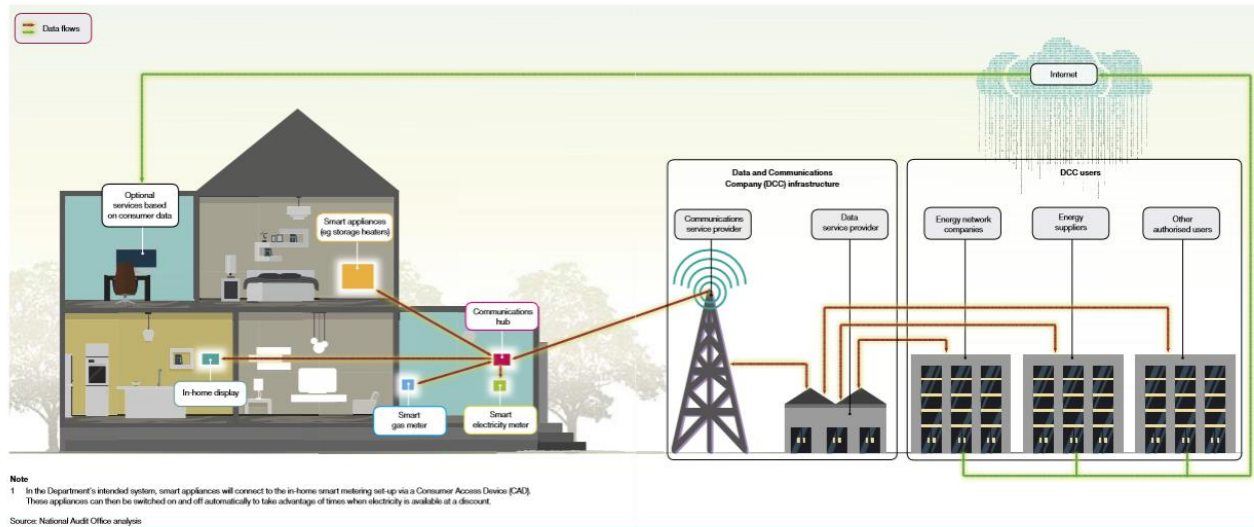 Data flows
Internet
Data and Communications
Company (DCC) infrastructure
DCC users
Optional
services based
on consumer data
Smart appliances
(eg storage heaters)
Communications
service provider
Data
service provider
Energy network
companies
Energy
suppliers
Other
authorised users
Communications
hub
In-home display
Smart
gas meter
Smart
electricity meter
Note
1 In the Department's intended system, smart appliances will connect to the in-home smart metering set-up via a Consumer Access Device (CAD).
These appliances can then be switched on and off automatically to take advantage of times when electricity is available at a discount.
Source: National Audit Office analysis